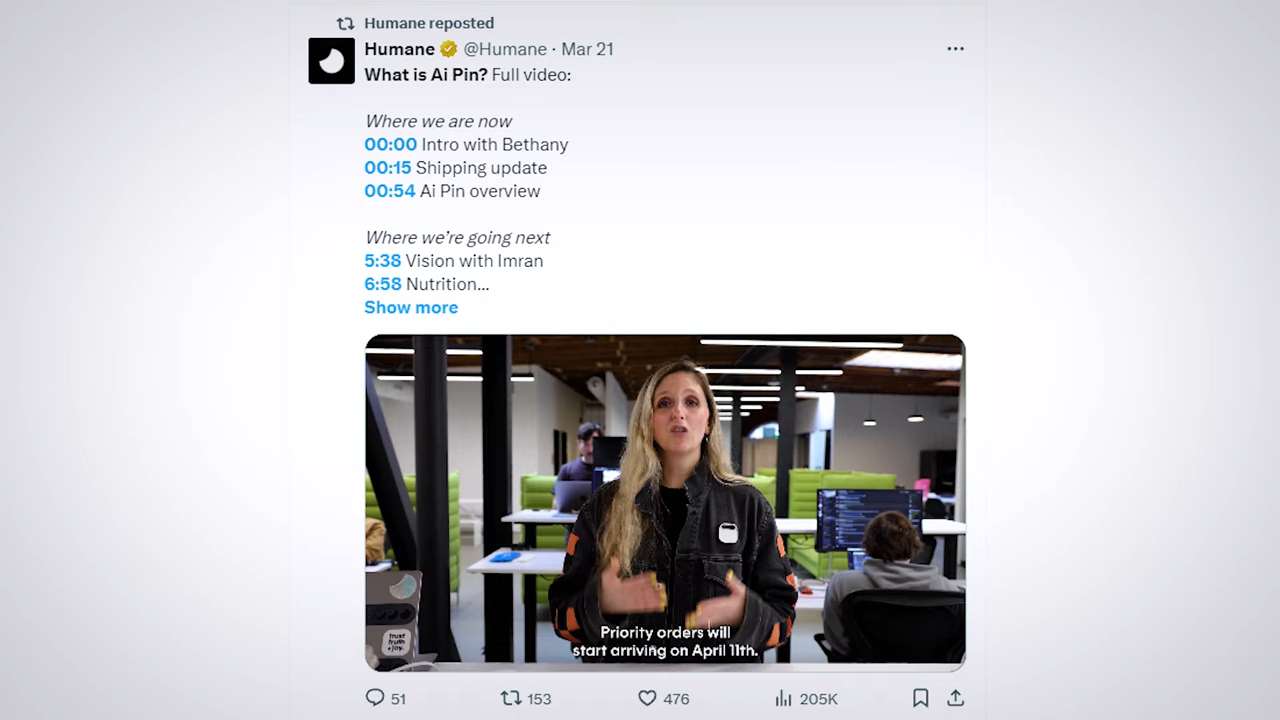 Humane reposted
Humane @Humane · Mar 21
What is Ai Pin? Full video:
Where we are now
00:00 Intro with Bethany
00:15 Shipping update
00:54 Ai Pin overview
Where we're going next
5:38 Vision with Imran
6:58 Nutrition...
Show more
trust
truth
+ joy.
Priority orders will
start arriving on April 11th.
51 153 476 205K